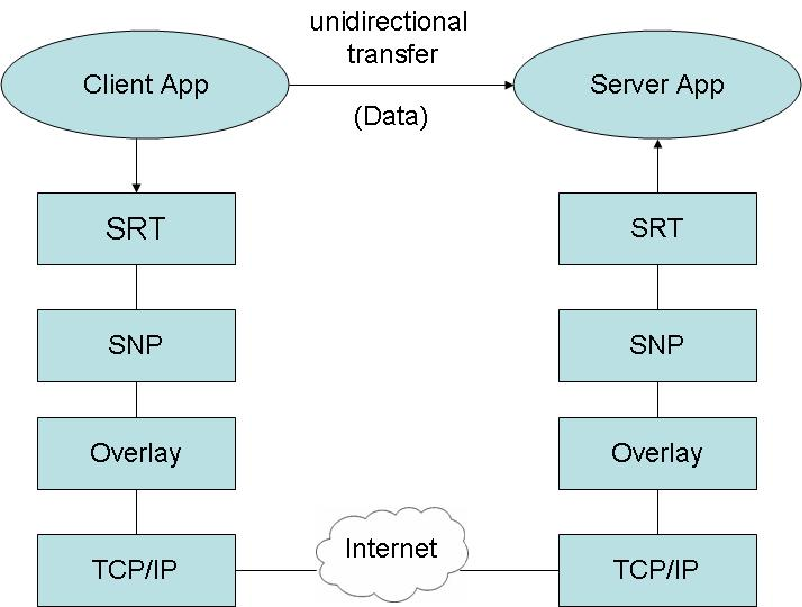 unidirectional
transfer
Client App
Server App
(Data)
SRT
SRT
SNP
SNP
Overlay
Overlay
Internet
TCP/IP
TCP/IP